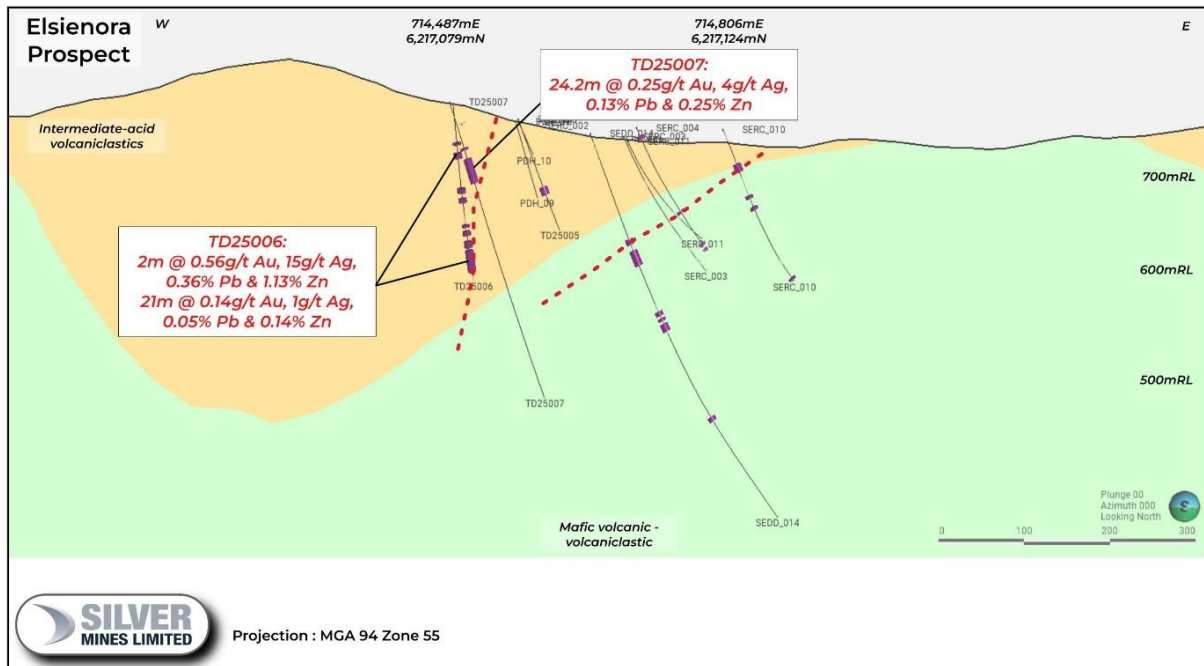 Elsienora
Prospect
W
714,487mE
6,217,079mN
714,806mE
6,217,124mN
E
TD25007:
24.2m @ 0.25g/t Au, 4g/t Ag,
0.13% Pb & 0.25% Zn
TD25007
SERC_002
SEDD_014
SERC_004
SERC_003
SERC_011
SERC_010
Intermediate-acid
volcaniclastics
PDH_10
700mRL
PDH_09
TD25005
TD25006:
2m @ 0.56g/t Au, 15g/t Ag,
0.36% Pb & 1.13% Zn
21m @ 0.14g/t Au, 1g/t Ag,
0.05% Pb & 0.14% Zn
SERC_011
SERC_003
600mRL
TD25006
SERC_010
500mRL
TD25007
SEDD_014
Mafic volcanic -
volcaniclastic
Plunge 00
Azimuth 000
Looking North
S
0 100 200 300
SILVER
MINES LIMITED
Projection : MGA 94 Zone 55